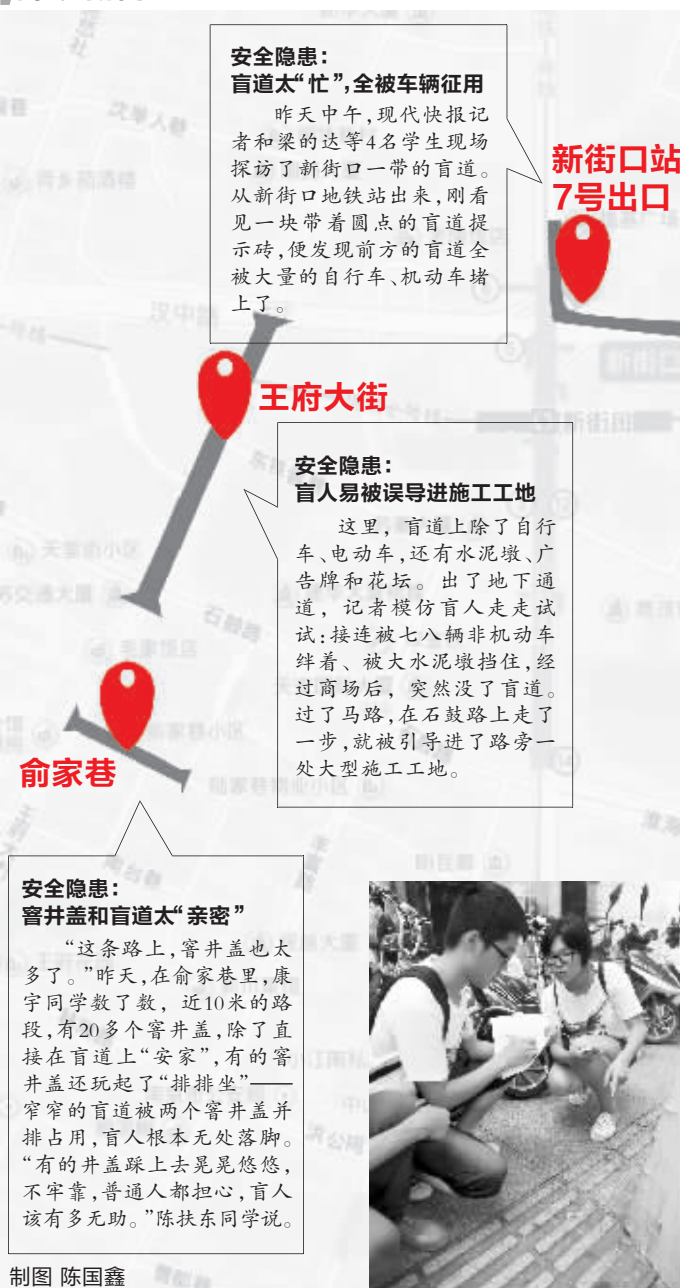 安全隐患：
盲道太“忙”，全被车辆征用
昨天中午，现代快报记
者和梁的达等4名学生现场
探访了新街口一带的盲道。
从新街口地铁站出来，刚看
见一块带着圆点的盲道提
示砖，便发现前方的盲道全
被大量的自行车、机动车堵
上了。
新街口站
7号出口
汉中路
王府大街
新街口
安全隐患：
盲人易被误导进施工工地
这里，盲道上除了自行
车、电动车，还有水泥墩、广
告牌和花坛。出了地下通
道，记者模仿盲人走走试
试：接连被七八辆非机动车
绊着、被大水泥墩挡住，经
过商场后，突然没了盲道。
过了马路，在石鼓路上走了
一步，就被引导进了路旁一
处大型施工工地。
石鼓路
俞家巷
安全隐患：
窨井盖和盲道太“亲密”
“这条路上，窨井盖也太
多了。”昨天，在俞家巷里，康
宇同学数了数，近10米的路
段，有20多个窨井盖，除了直
接在盲道上“安家”，有的窨
井盖还玩起了“排排坐”——
窄窄的盲道被两个窨井盖并
排占用，盲人根本无处落脚。
“有的井盖踩上去晃晃悠悠，
不牢靠，普通人都担心，盲人
该有多无助。”陈扶东同学说。
制图 陈国鑫